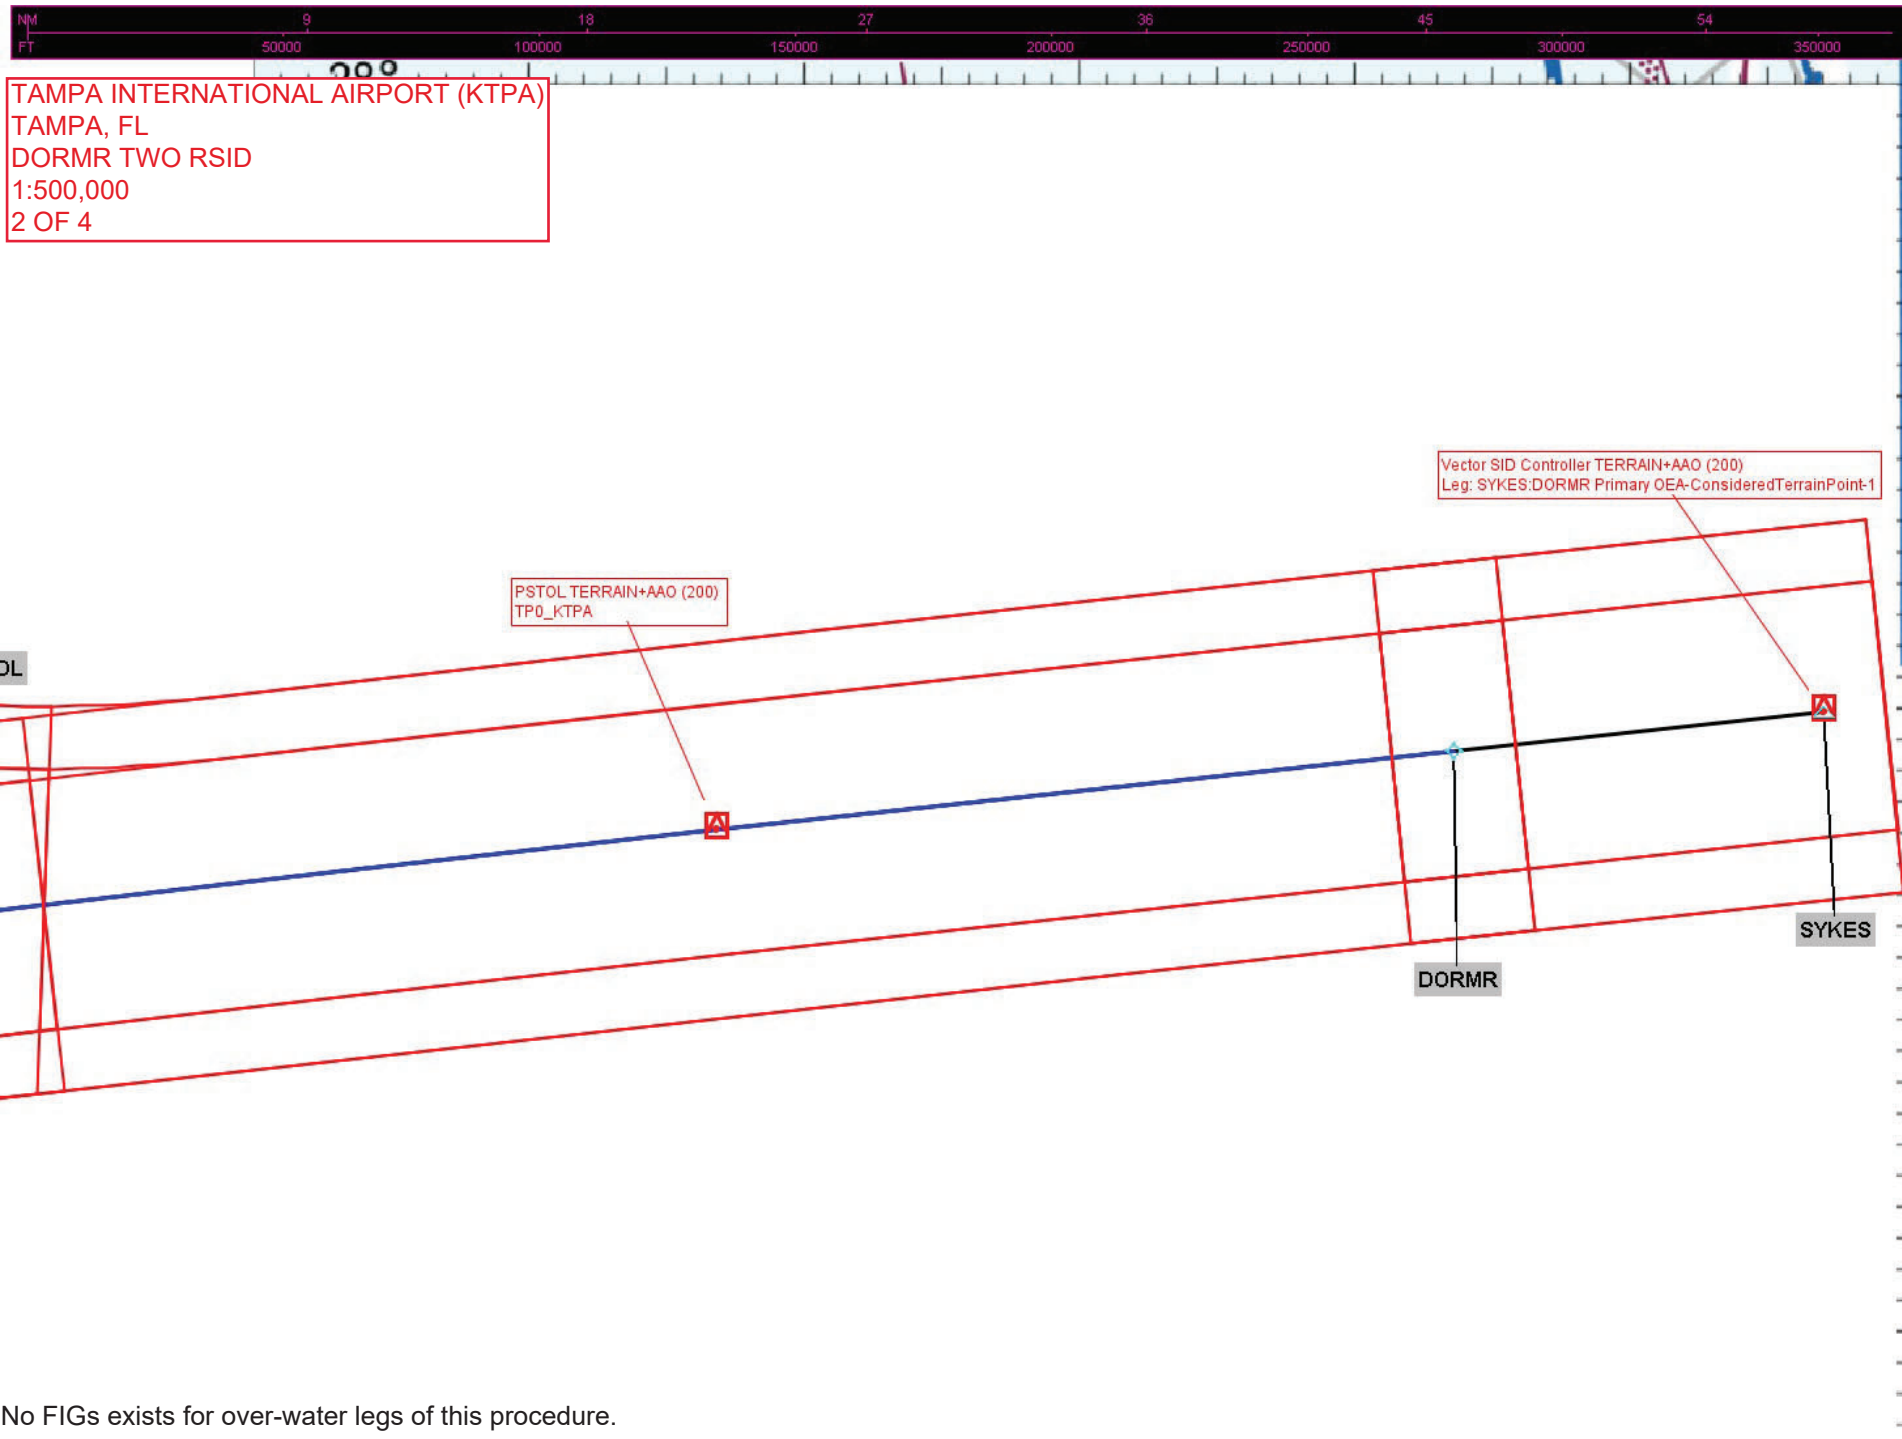 NM 9 18 27 36 45 54
FT 50000 100000 150000 200000 250000 300000 350000
TAMPA INTERNATIONAL AIRPORT (KTPA)
TAMPA, FL
DORMR TWO RSID
1:500,000
2 OF 4
Vector SID Controller TERRAIN+AAO (200)
Leg: SYKES:DORMR Primary OEA-ConsideredTerrainPoint-1
PSTOL TERRAIN+AAO (200)
TP0_KTPA
OL
SYKES
DORMR
No FIGs exists for over-water legs of this procedure.